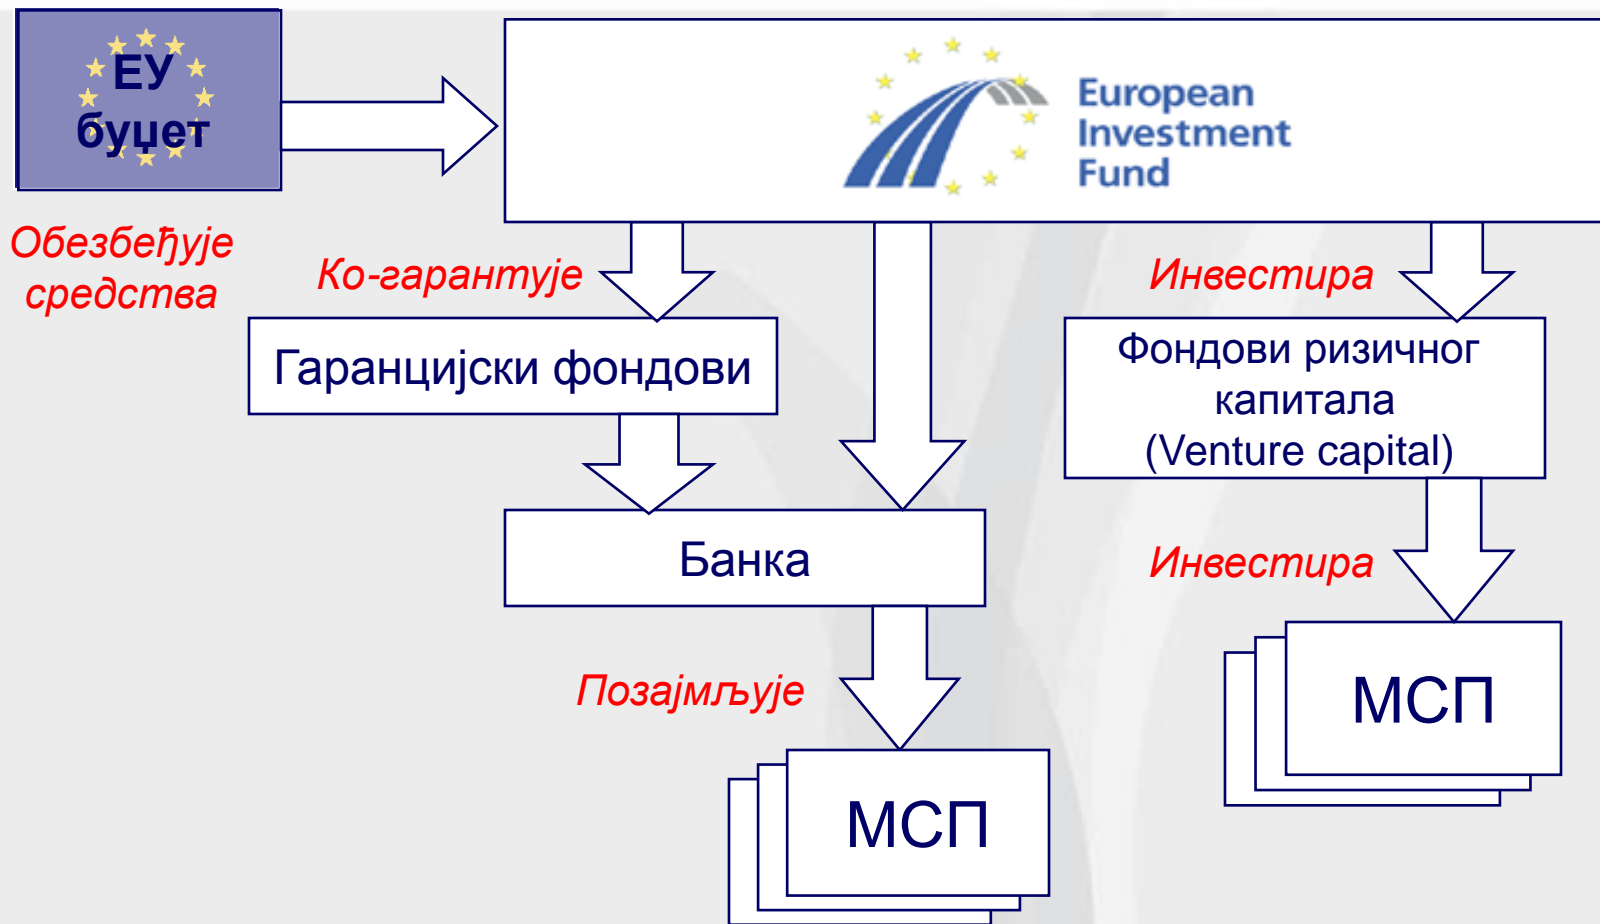 ЕУ
буџет
European
Investment
Fund
Обезбеђује
средства
Ко-гарантује
Инвестира
Гаранцијски фондови
Фондови ризичног
капитала
(Venture capital)
Банка
Инвестира
Позајмљује
МСП
МСП